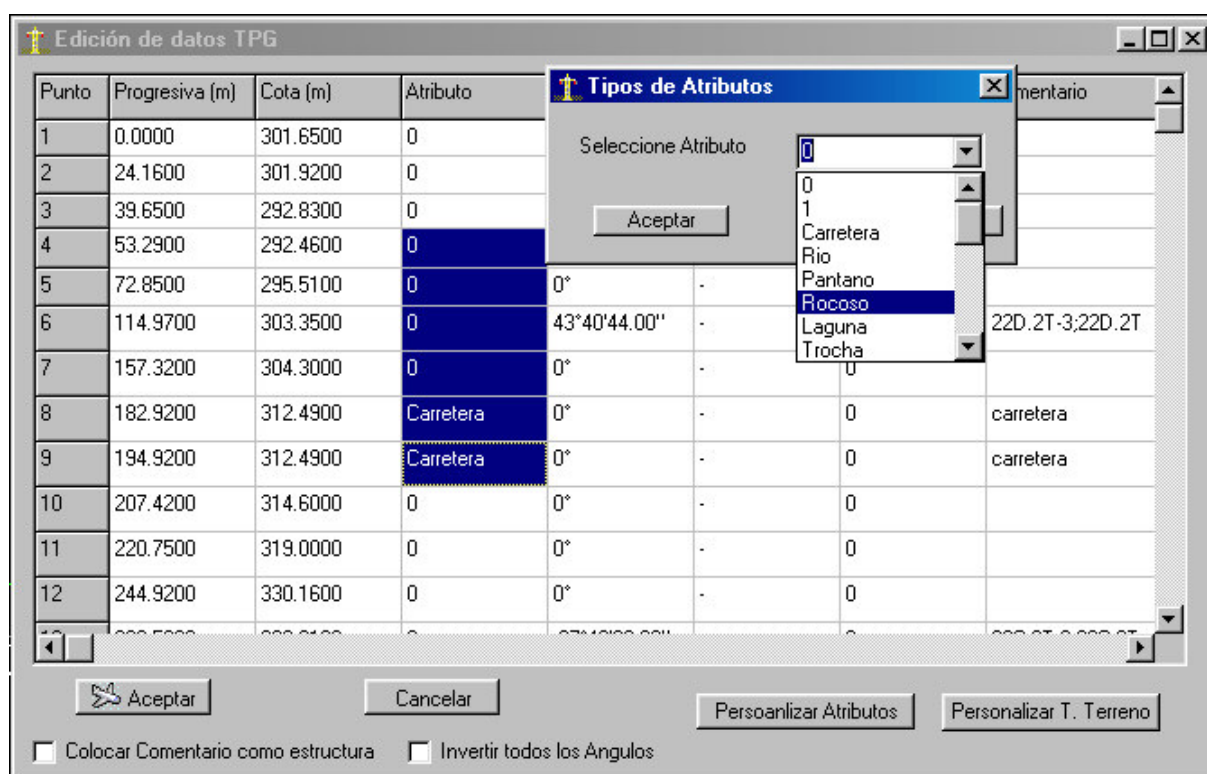 Edición de datos TPG
Tipos de Atributos
Punto Progresiva (m) Cota (m) Atributo mentario
Seleccione Atributo 0
0
1
Carretera
Rio
Pantano
Rocoso
Laguna
Trocha
Aceptar
1 0.0000 301.6500 0
2 24.1600 301.9200 0
3 39.6500 292.8300 0
4 53.2900 292.4600 0
5 72.8500 295.5100 0 0° -
6 114.9700 303.3500 0 43°40'44.00'' - 22D.2T-3;22D.2T
7 157.3200 304.3000 0 0° - 0
8 182.9200 312.4900 Carretera 0° - 0 carretera
9 194.9200 312.4900 Carretera 0° - 0 carretera
10 207.4200 314.6000 0 0° - 0
11 220.7500 319.0000 0 0° - 0
12 244.9200 330.1600 0 0° - 0
Aceptar Cancelar Persoanlizar Atributos Personalizar T. Terreno
Colocar Comentario como estructura Invertir todos los Angulos